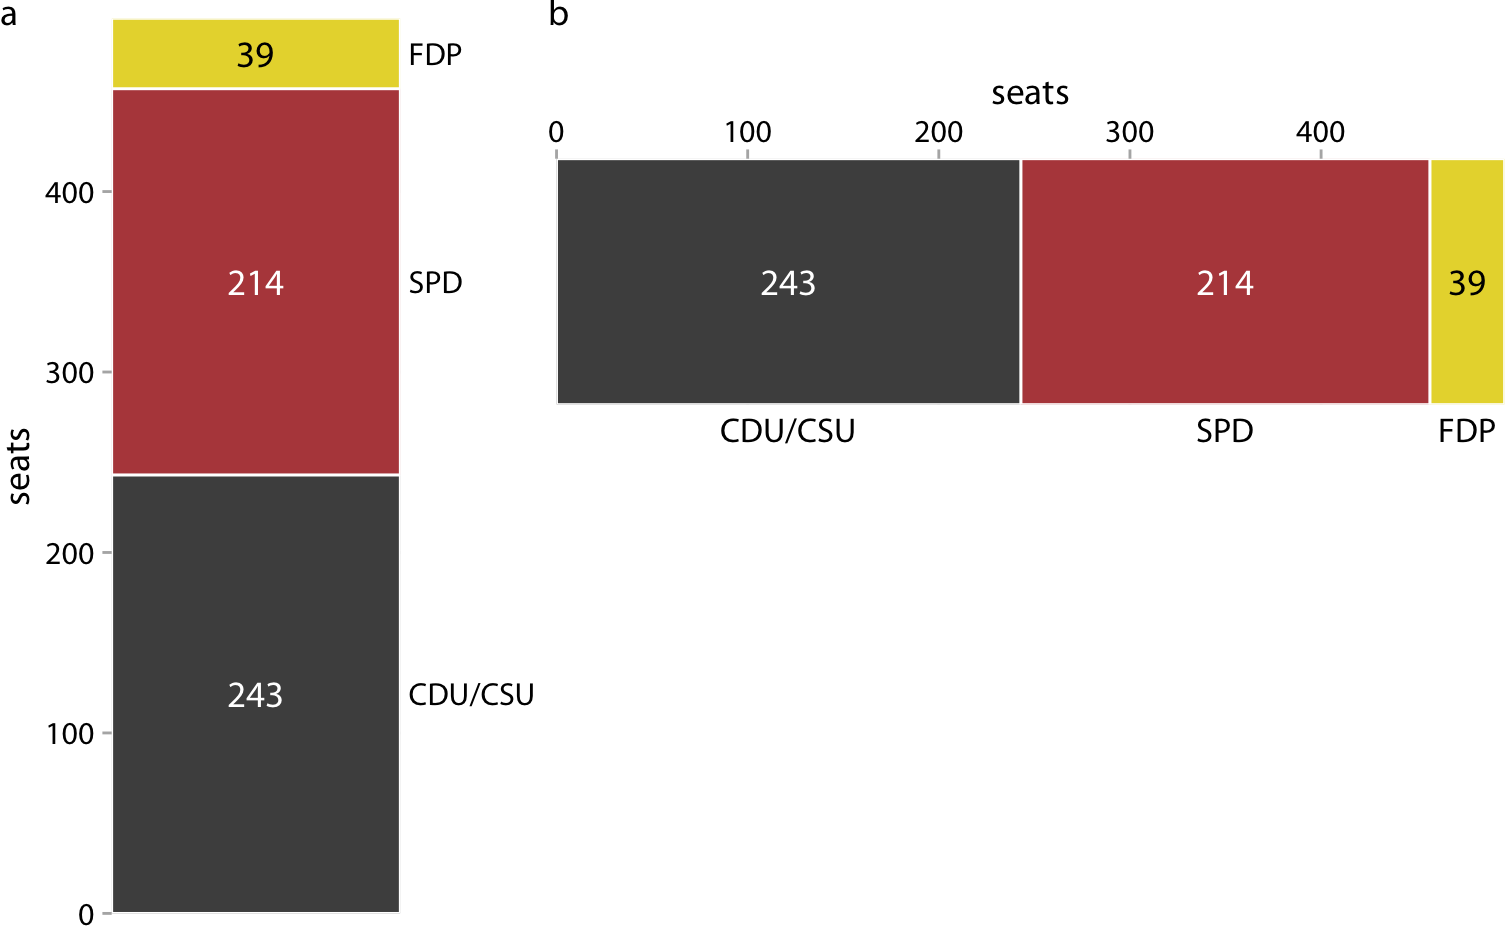 a
39 FDP
400
214 SPD
300
seats
200
243 CDU/CSU
100
0
b
seats
0 100 200 300 400
243 214 39
CDU/CSU SPD FDP